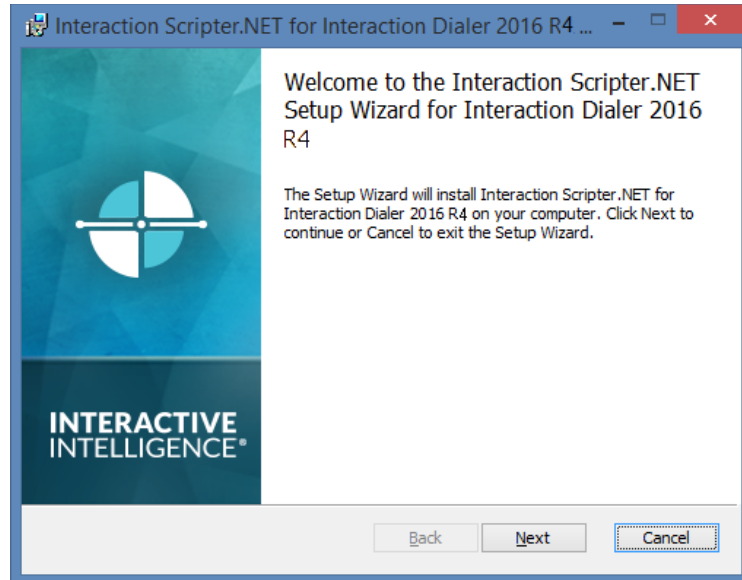 Interaction Scripter.NET for Interaction Dialer 2016 R4 ...
Welcome to the Interaction Scripter.NET
Setup Wizard for Interaction Dialer 2016
R4
The Setup Wizard will install Interaction Scripter.NET for
Interaction Dialer 2016 R4 on your computer. Click Next to
continue or Cancel to exit the Setup Wizard.
INTERACTIVE
INTELLIGENCE®
Back Next Cancel